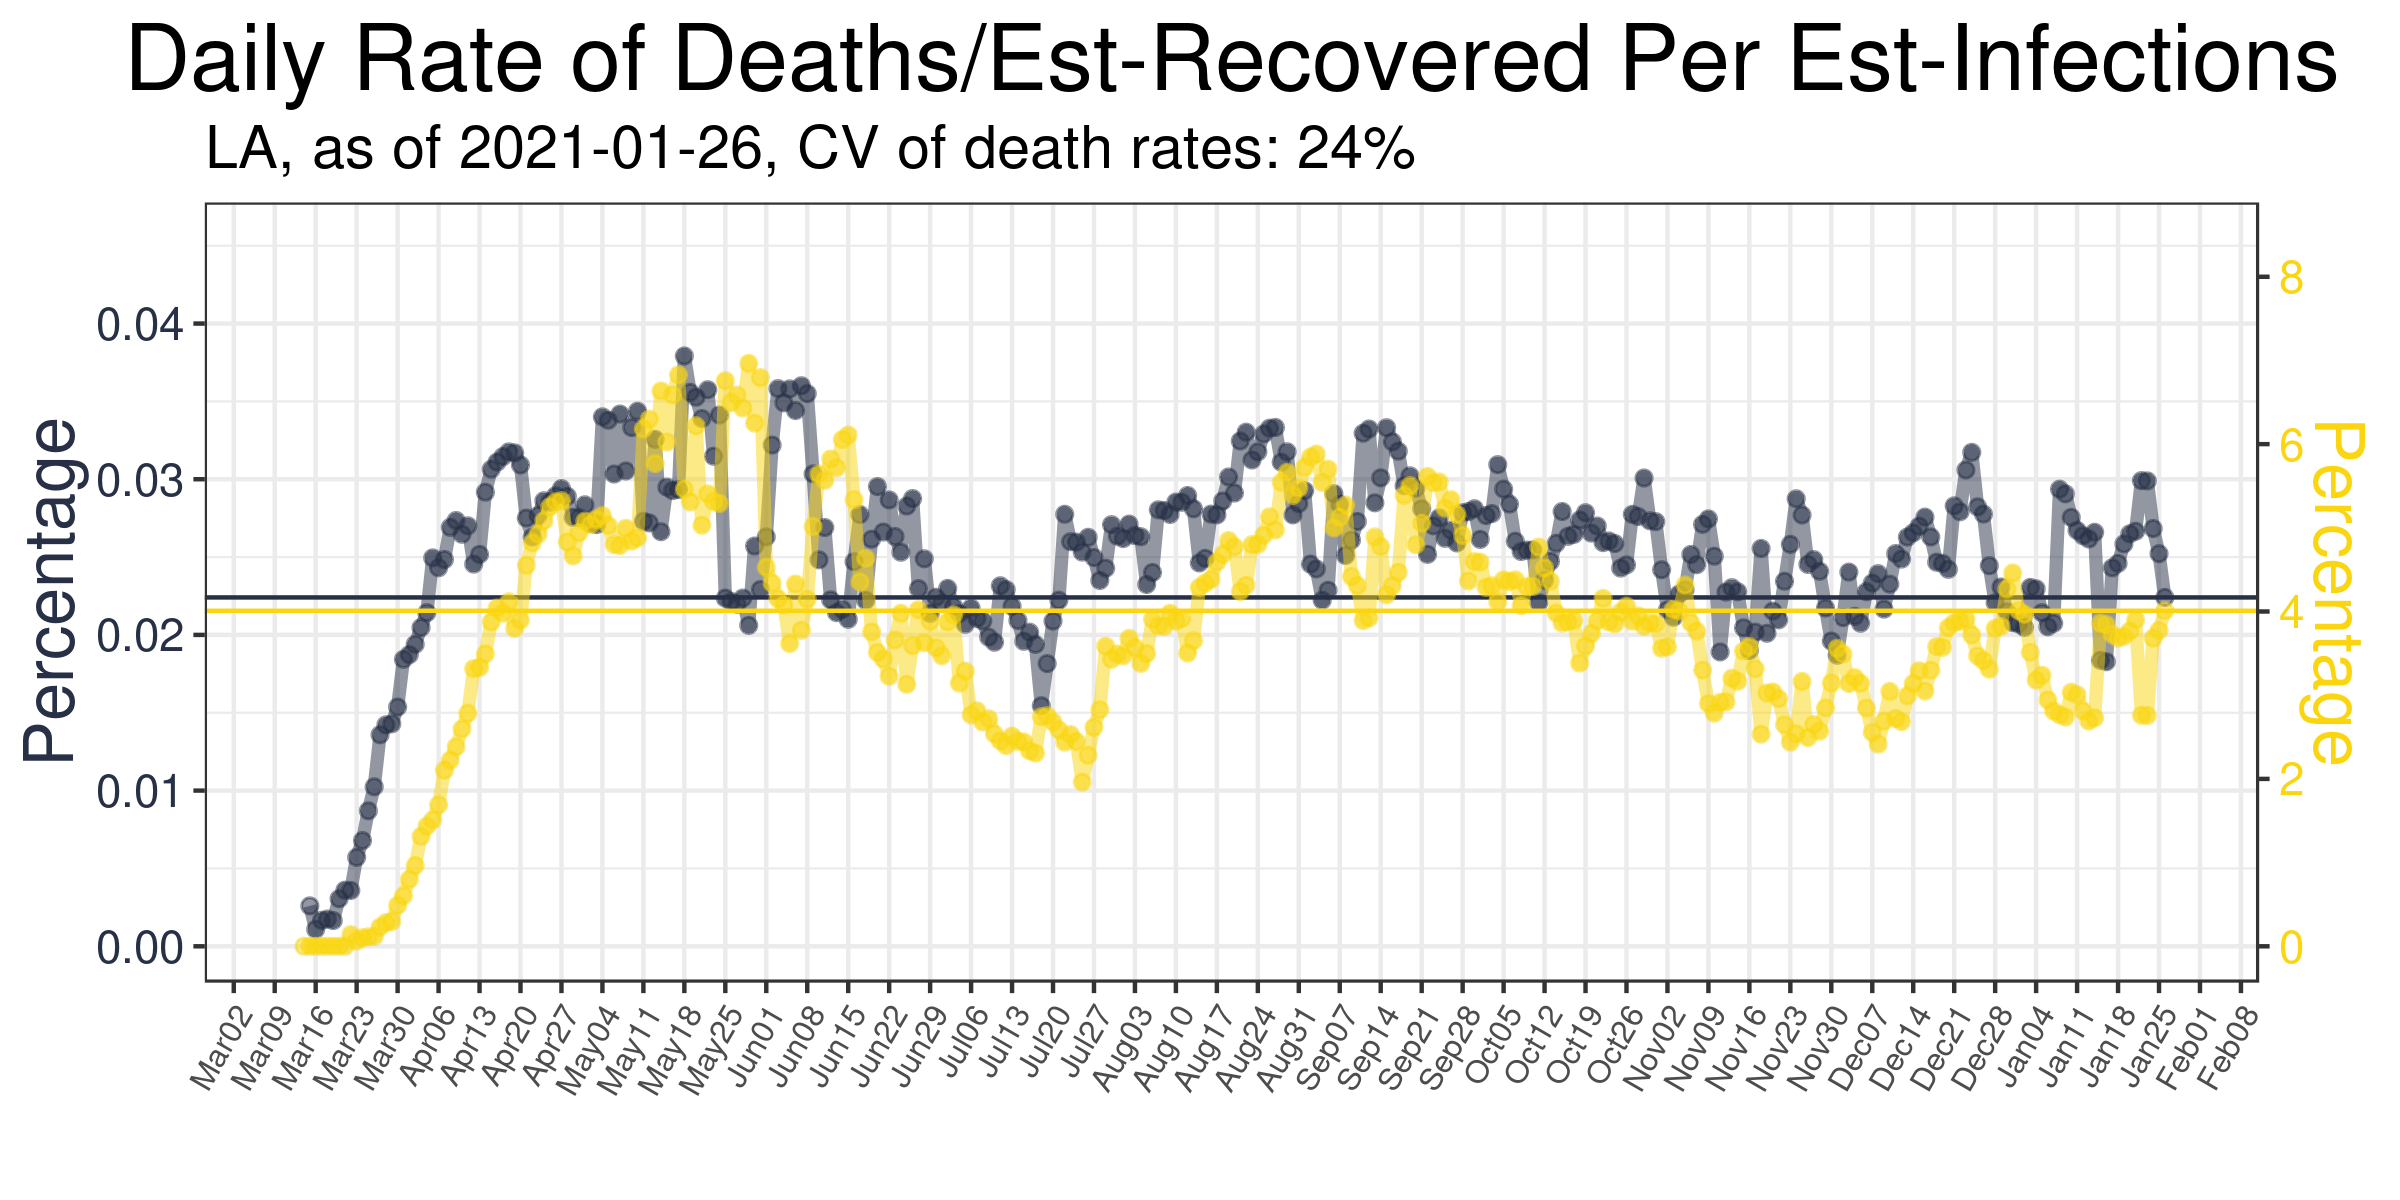 Daily Rate of Deaths/Est-Recovered Per Est-Infections
LA, as of 2021-01-26, CV of death rates: 24%
Percentage
0.04
0.03
0.02
0.01
0.00
8
6
4
2
0
Percentage
Mar02
Mar09
Mar16
Mar23
Mar30
Apr06
Apr13
Apr20
Apr27
May04
May11
May18
May25
Jun01
Jun08
Jun15
Jun22
Jun29
Jul06
Jul13
Jul20
Jul27
Aug03
Aug10
Aug17
Aug24
Aug31
Sep07
Sep14
Sep21
Sep28
Oct05
Oct12
Oct19
Oct26
Nov02
Nov09
Nov16
Nov23
Nov30
Dec07
Dec14
Dec21
Dec28
Jan04
Jan11
Jan18
Jan25
Feb01
Feb08